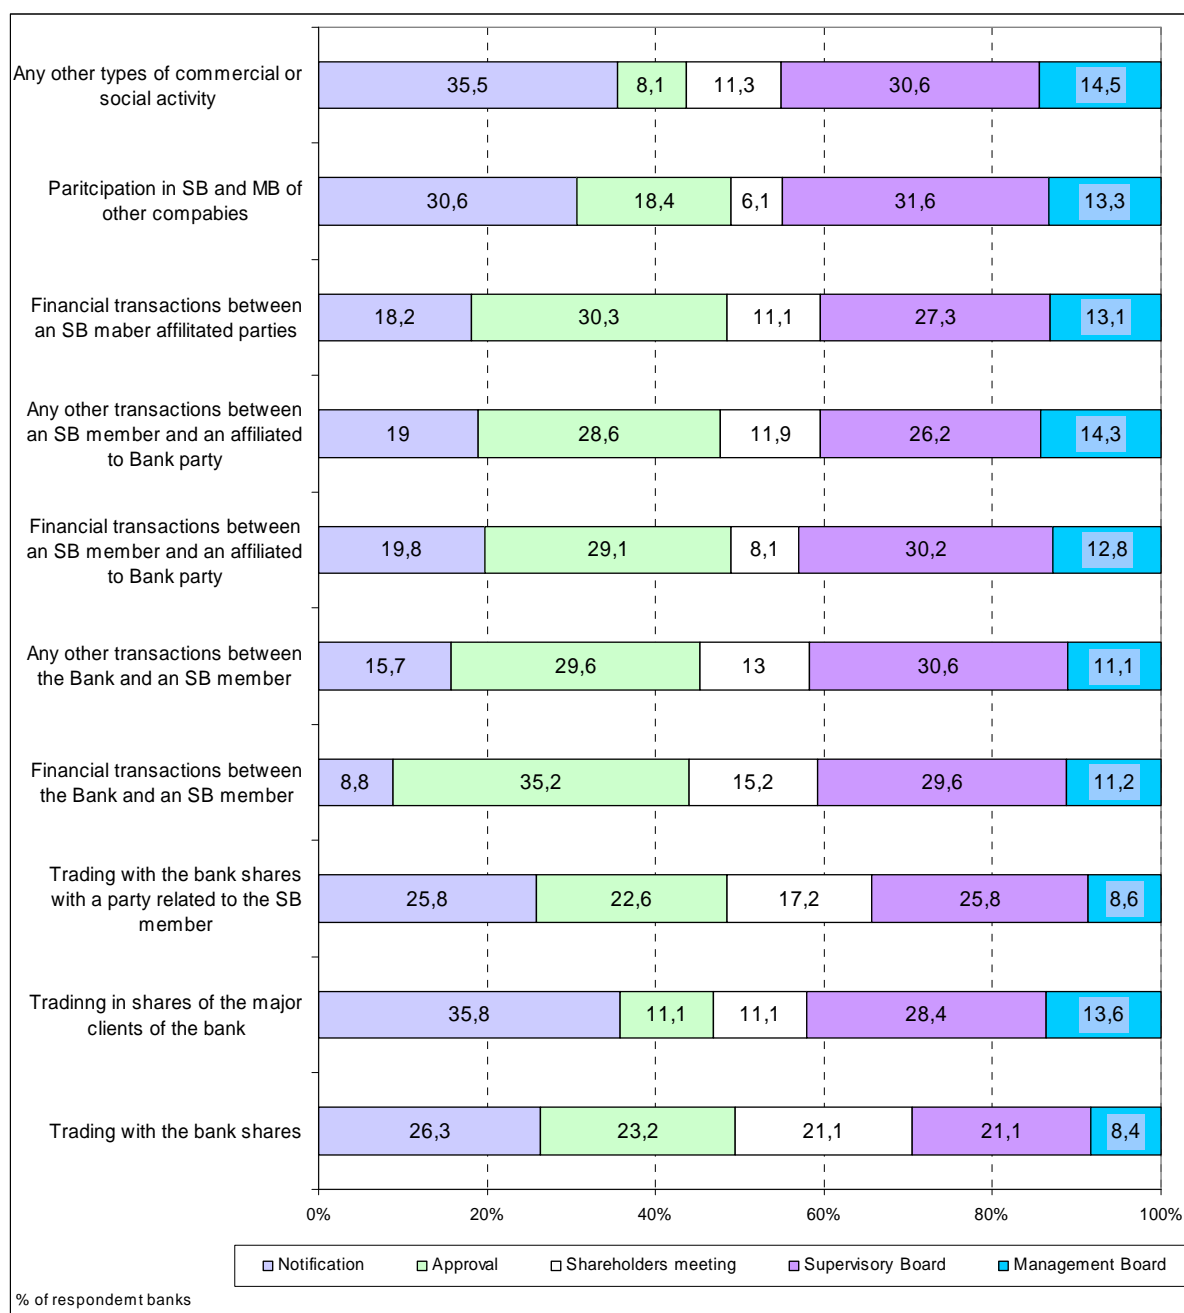 Any other types of commercial or
social activity
35,5 8,1 11,3 30,6 14,5
Paritcipation in SB and MB of
other compabies
30,6 18,4 6,1 31,6 13,3
Financial transactions between
an SB maber affilitated parties
18,2 30,3 11,1 27,3 13,1
Any other transactions between
an SB member and an affiliated
to Bank party
19 28,6 11,9 26,2 14,3
Financial transactions between
an SB member and an affiliated
to Bank party
19,8 29,1 8,1 30,2 12,8
Any other transactions between
the Bank and an SB member
15,7 29,6 13 30,6 11,1
Financial transactions between
the Bank and an SB member
8,8 35,2 15,2 29,6 11,2
Trading with the bank shares
with a party related to the SB
member
25,8 22,6 17,2 25,8 8,6
Tradinng in shares of the major
clients of the bank
35,8 11,1 11,1 28,4 13,6
Trading with the bank shares
26,3 23,2 21,1 21,1 8,4
0% 20% 40% 60% 80% 100%
Notification Approval Shareholders meeting Supervisory Board Management Board
% of respondemt banks